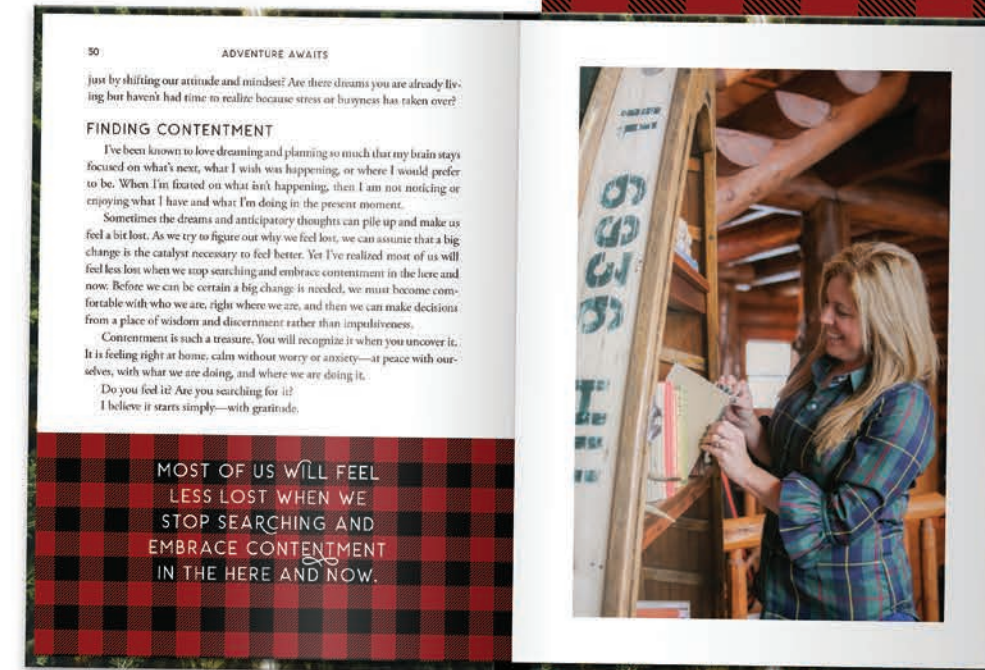 50 ADVENTURE AWAITS
just by shifting our attitude and mindset? Are there dreams you are already liv-
ing but haven't had time to realize because stress or busyness has taken over?
FINDING CONTENTMENT
I've been known to love dreaming and planning so much that my brain stays
focused on what's next, what I wish was happening, or where I would prefer
to be. When I'm fixated on what isn't happening, then I am not noticing or
enjoying what I have and what I'm doing in the present moment.
Sometimes the dreams and anticipatory thoughts can pile up and make us
feel a bit lost. As we try to figure out why we feel lost, we can assume that a big
change is the catalyst necessary to feel better. Yet I've realized most of us will
feel less lost when we stop searching and embrace contentment in the here and
now. Before we can be certain a big change is needed, we must become com-
fortable with who we are, right where we are, and then we can make decisions
from a place of wisdom and discernment rather than impulsiveness.
Contentment is such a treasure. You will recognize it when you uncover it.
It is feeling right at home, calm without worry or anxiety—at peace with our-
selves, with what we are doing, and where we are doing it.
Do you feel it? Are you searching for it?
I believe it starts simply—with gratitude.
MOST OF US WILL FEEL
LESS LOST WHEN WE
STOP SEARCHING AND
EMBRACE CONTENTMENT
IN THE HERE AND NOW.